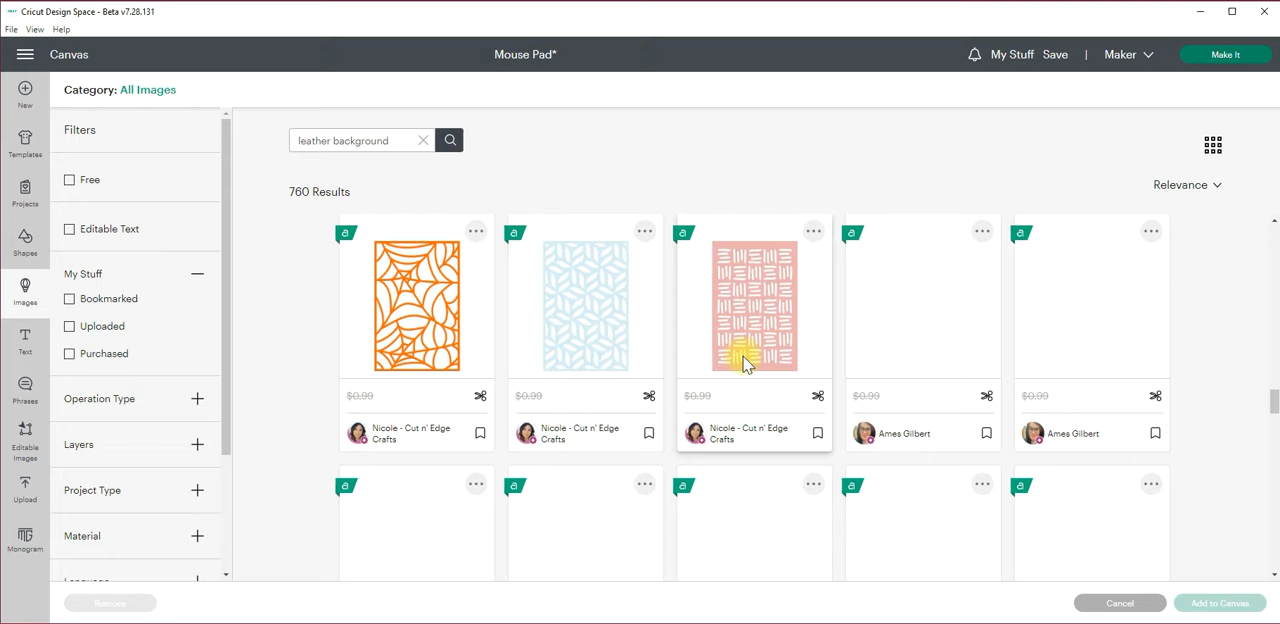 Cricut Design Space - Beta v7.28.131
File View Help
Canvas
Mouse Pad*
My Stuff Save | Maker
Make It
New
Templates
Projects
Shapes
Images
Text
Phrases
Editable
Images
Upload
Monogram
Category: All Images
Filters
Free
Editable Text
My Stuff
Bookmarked
Uploaded
Purchased
Operation Type
Layers
Project Type
Material
Language
leather background
760 Results
Relevance
a
a
a
a
a
$0.99
$0.99
$0.99
$0.99
$0.99
Nicole - Cut n' Edge
Crafts
Nicole - Cut n' Edge
Crafts
Nicole - Cut n' Edge
Crafts
Ames Gilbert
Ames Gilbert
a
a
a
a
a
Remove
Cancel
Add to Canvas